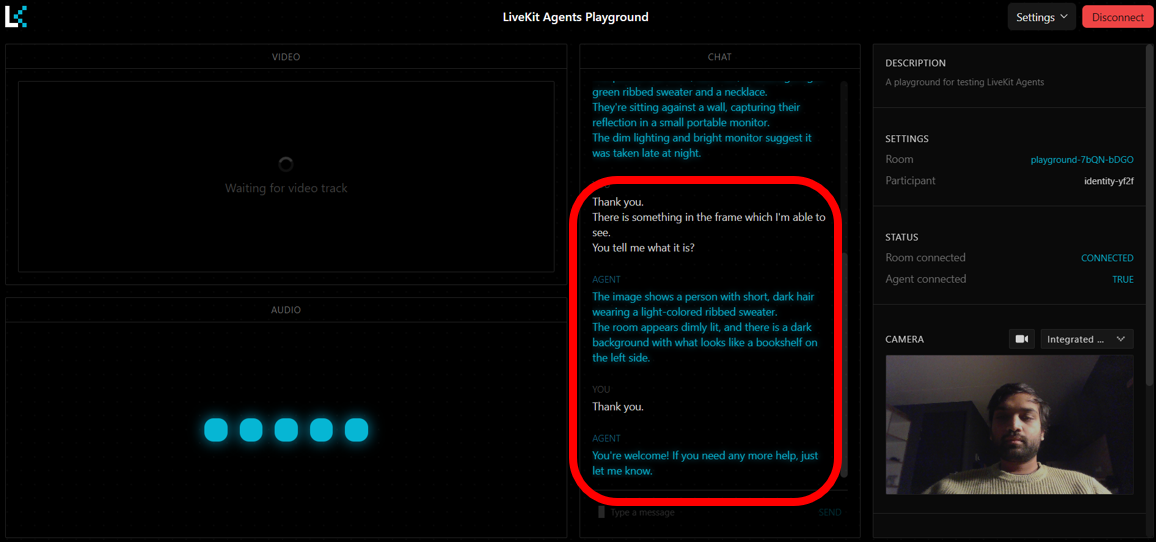 LiveKit Agents Playground
Settings
Disconnect
VIDEO
Waiting for video track
AUDIO
CHAT
green ribbed sweater and a necklace.
They're sitting against a wall, capturing their
reflection in a small portable monitor.
The dim lighting and bright monitor suggest it
was taken late at night.
Thank you.
There is something in the frame which I'm able to
see.
You tell me what it is?
AGENT
The image shows a person with short, dark hair
wearing a light-colored ribbed sweater.
The room appears dimly lit, and there is a dark
background with what looks like a bookshelf on
the left side.
YOU
Thank you.
AGENT
You're welcome! If you need any more help, just
let me know.
Type a message
SEND
DESCRIPTION
A playground for testing LiveKit Agents
SETTINGS
Room playground-7bQN-bDGO
Participant identity-yf2f
STATUS
Room connected CONNECTED
Agent connected TRUE
CAMERA
Integrated ...